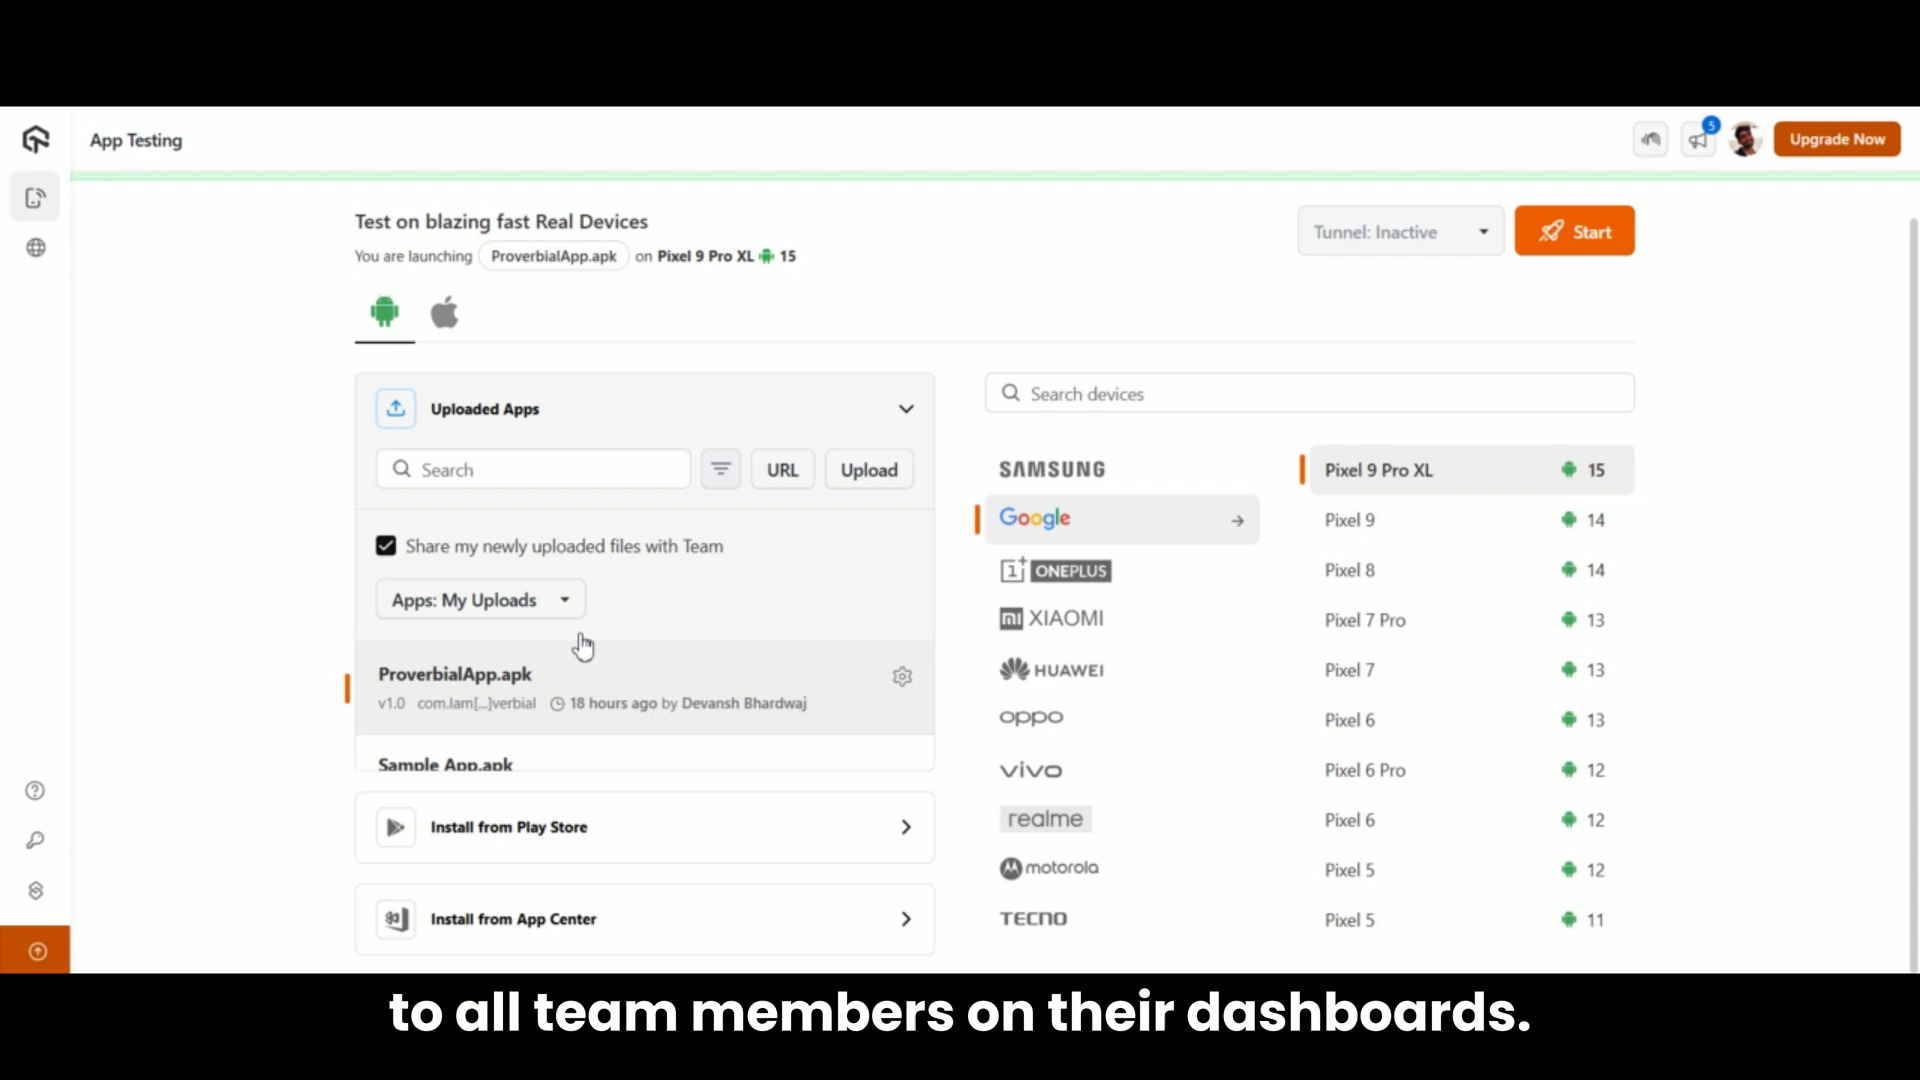 App Testing
5
Upgrade Now
Test on blazing fast Real Devices
You are launching ProverbialApp.apk on Pixel 9 Pro XL 15
Tunnel: Inactive
Start
Uploaded Apps
Search
URL
Upload
Share my newly uploaded files with Team
Apps: My Uploads
ProverbialApp.apk
v1.0 com.lam[...]verbial 18 hours ago by Devansh Bhardwaj
Sample App.apk
Install from Play Store
Install from App Center
Search devices
SAMSUNG
Google
1+ ONEPLUS
mi XIAOMI
HUAWEI
oppo
vivo
realme
motorola
TECNO
Pixel 9 Pro XL 15
Pixel 9 14
Pixel 8 14
Pixel 7 Pro 13
Pixel 7 13
Pixel 6 13
Pixel 6 Pro 12
Pixel 6 12
Pixel 5 12
Pixel 5 11
to all team members on their dashboards.